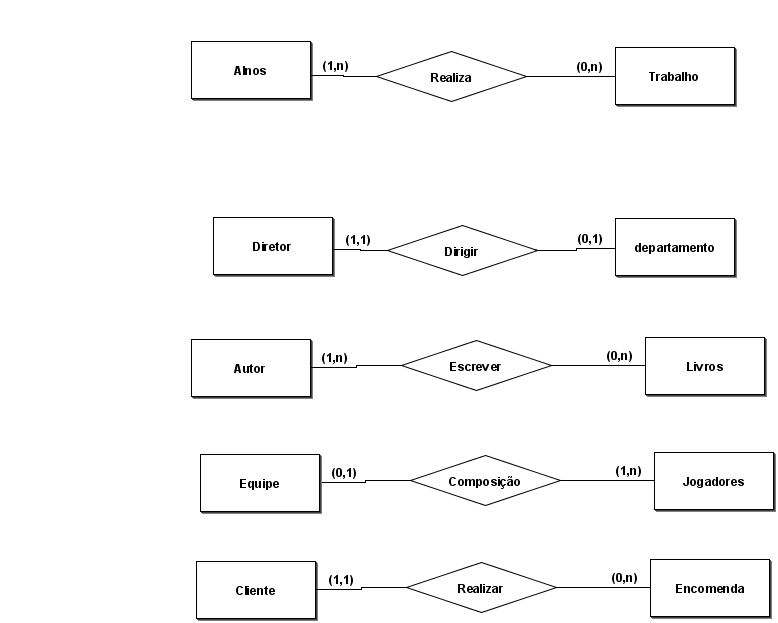 Alnos (1,n) Realiza (0,n) Trabalho
Diretor (1,1) Dirigir (0,1) departamento
Autor (1,n) Escrever (0,n) Livros
Equipe (0,1) Composição (1,n) Jogadores
Cliente (1,1) Realizar (0,n) Encomenda